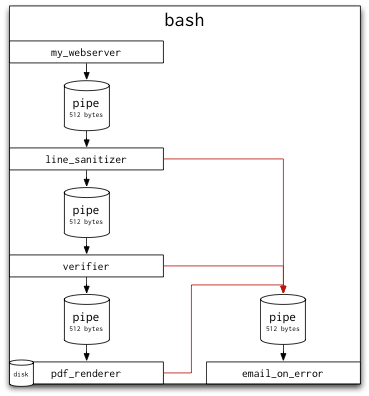 bash
my_webserver
pipe
512 bytes
line_sanitizer
pipe
512 bytes
verifier
pipe
512 bytes
pipe
512 bytes
disk
pdf_renderer
email_on_error